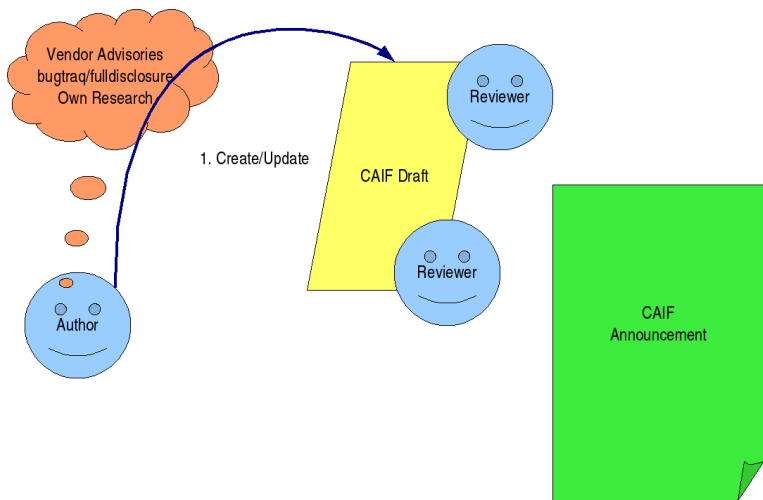 Vendor Advisories
bugtraq/fulldisclosure
Own Research
1. Create/Update
Reviewer
CAIF Draft
Reviewer
Author
CAIF
Announcement